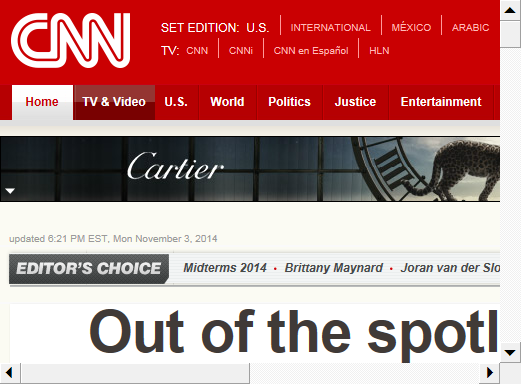 CNN
SET EDITION: U.S. INTERNATIONAL MÉXICO ARABIC
TV: CNN CNNi CNN en Español HLN
Home TV & Video U.S. World Politics Justice Entertainment
Cartier
updated 6:21 PM EST, Mon November 3, 2014
EDITOR'S CHOICE Midterms 2014 • Brittany Maynard • Joran van der Slo
Out of the spotl